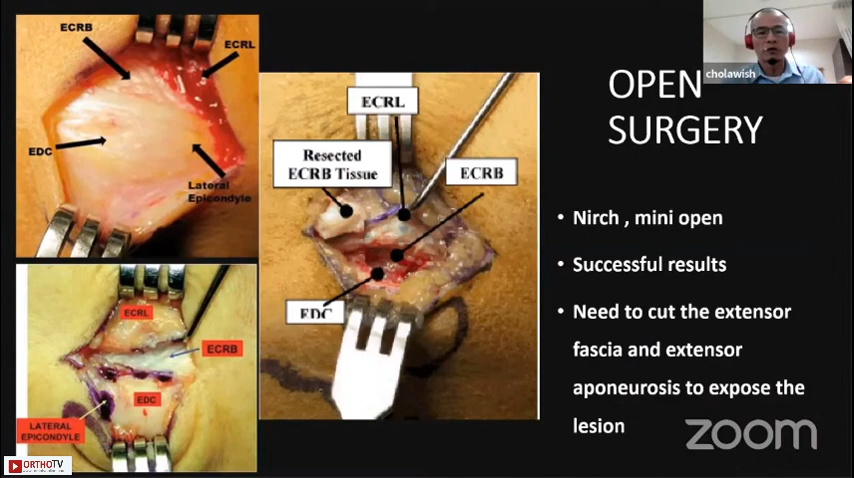 ECRB
ECRL
EDC
Lateral
Epicondyle
ECRL
Resected
ECRB Tissue
ECRB
EDC
ECRL
ECRB
EDC
LATERAL
EPICONDYLE
cholawish
OPEN
SURGERY
• Nirch , mini open
• Successful results
• Need to cut the extensor
fascia and extensor
aponeurosis to expose the
lesion
zoom
ORTHOTV